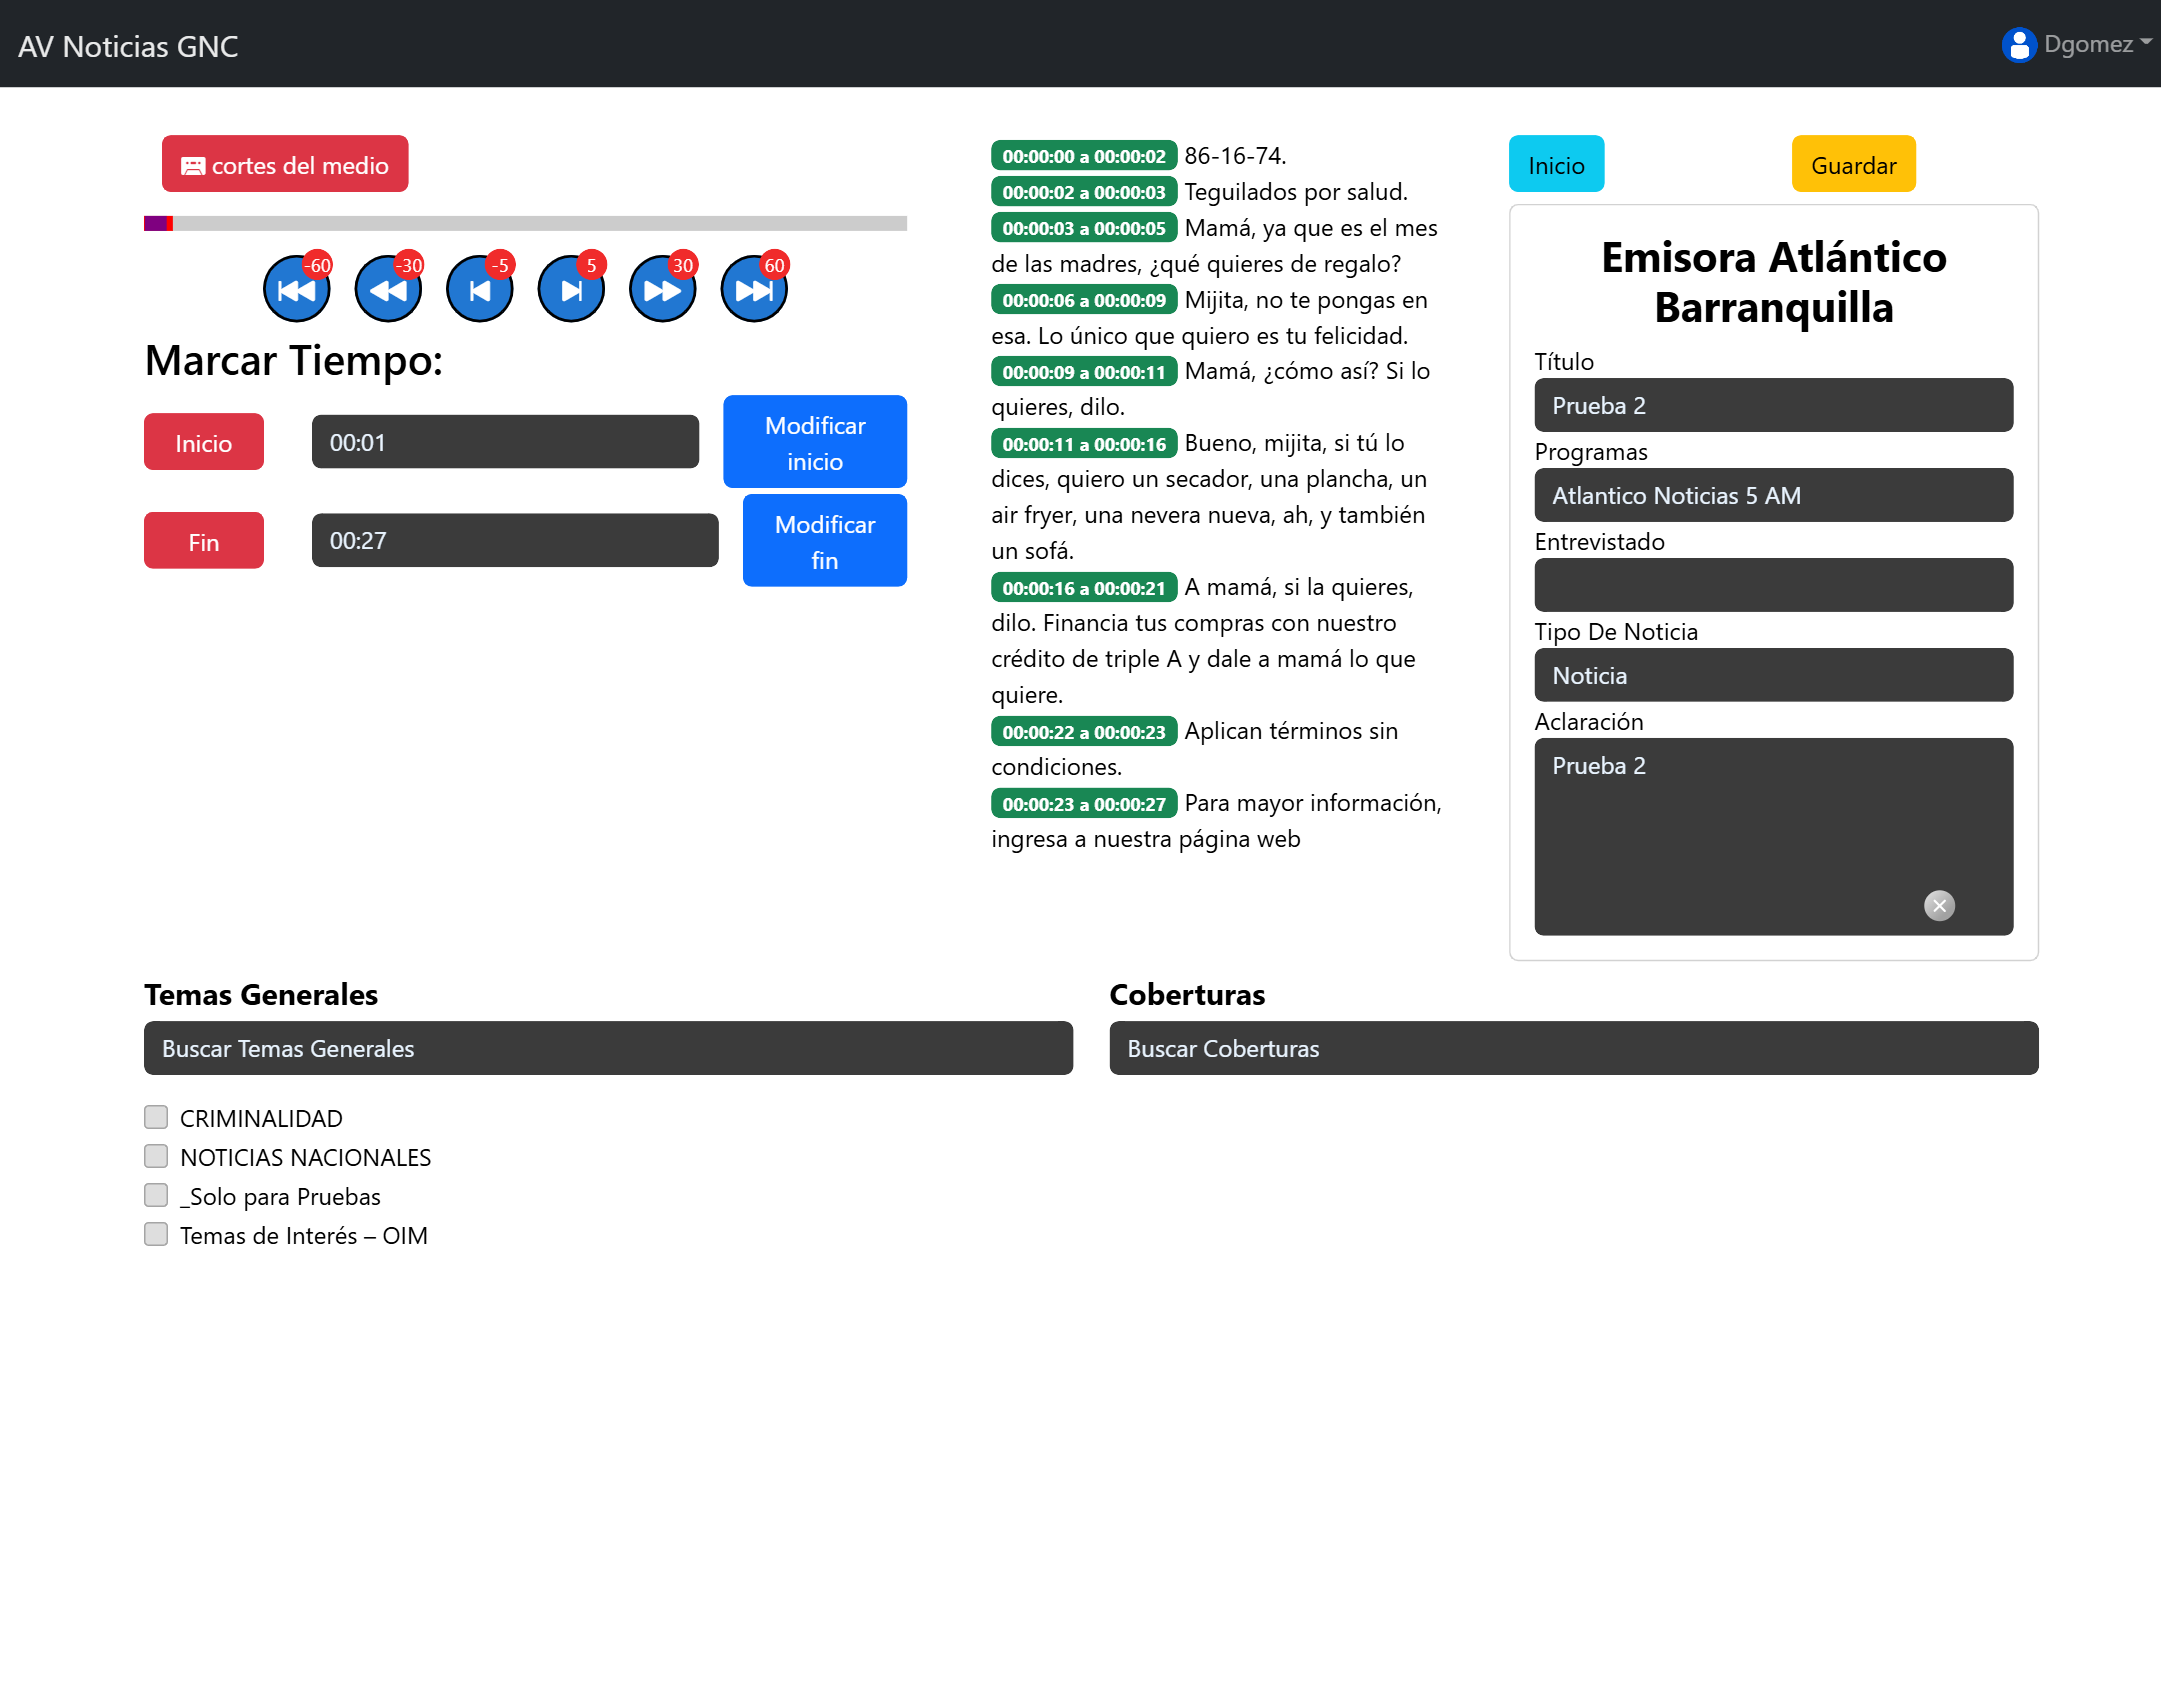 AV Noticias GNC
Dgomez
cortes del medio
-60
-30
-5
5
30
60
Marcar Tiempo:
Inicio
00:01
Modificar
inicio
Fin
00:27
Modificar
fin
00:00:00 a 00:00:02 86-16-74.
00:00:02 a 00:00:03 Teguilados por salud.
00:00:03 a 00:00:05 Mamá, ya que es el mes
de las madres, ¿qué quieres de regalo?
00:00:06 a 00:00:09 Mijita, no te pongas en
esa. Lo único que quiero es tu felicidad.
00:00:09 a 00:00:11 Mamá, ¿cómo así? Si lo
quieres, dilo.
00:00:11 a 00:00:16 Bueno, mijita, si tú lo
dices, quiero un secador, una plancha, un
air fryer, una nevera nueva, ah, y también
un sofá.
00:00:16 a 00:00:21 A mamá, si la quieres,
dilo. Financia tus compras con nuestro
crédito de triple A y dale a mamá lo que
quiere.
00:00:22 a 00:00:23 Aplican términos sin
condiciones.
00:00:23 a 00:00:27 Para mayor información,
ingresa a nuestra página web
Inicio
Guardar
Emisora Atlántico
Barranquilla
Título
Prueba 2
Programas
Atlantico Noticias 5 AM
Entrevistado
Tipo De Noticia
Noticia
Aclaración
Prueba 2
Temas Generales
Buscar Temas Generales
CRIMINALIDAD
NOTICIAS NACIONALES
_Solo para Pruebas
Temas de Interés – OIM
Coberturas
Buscar Coberturas